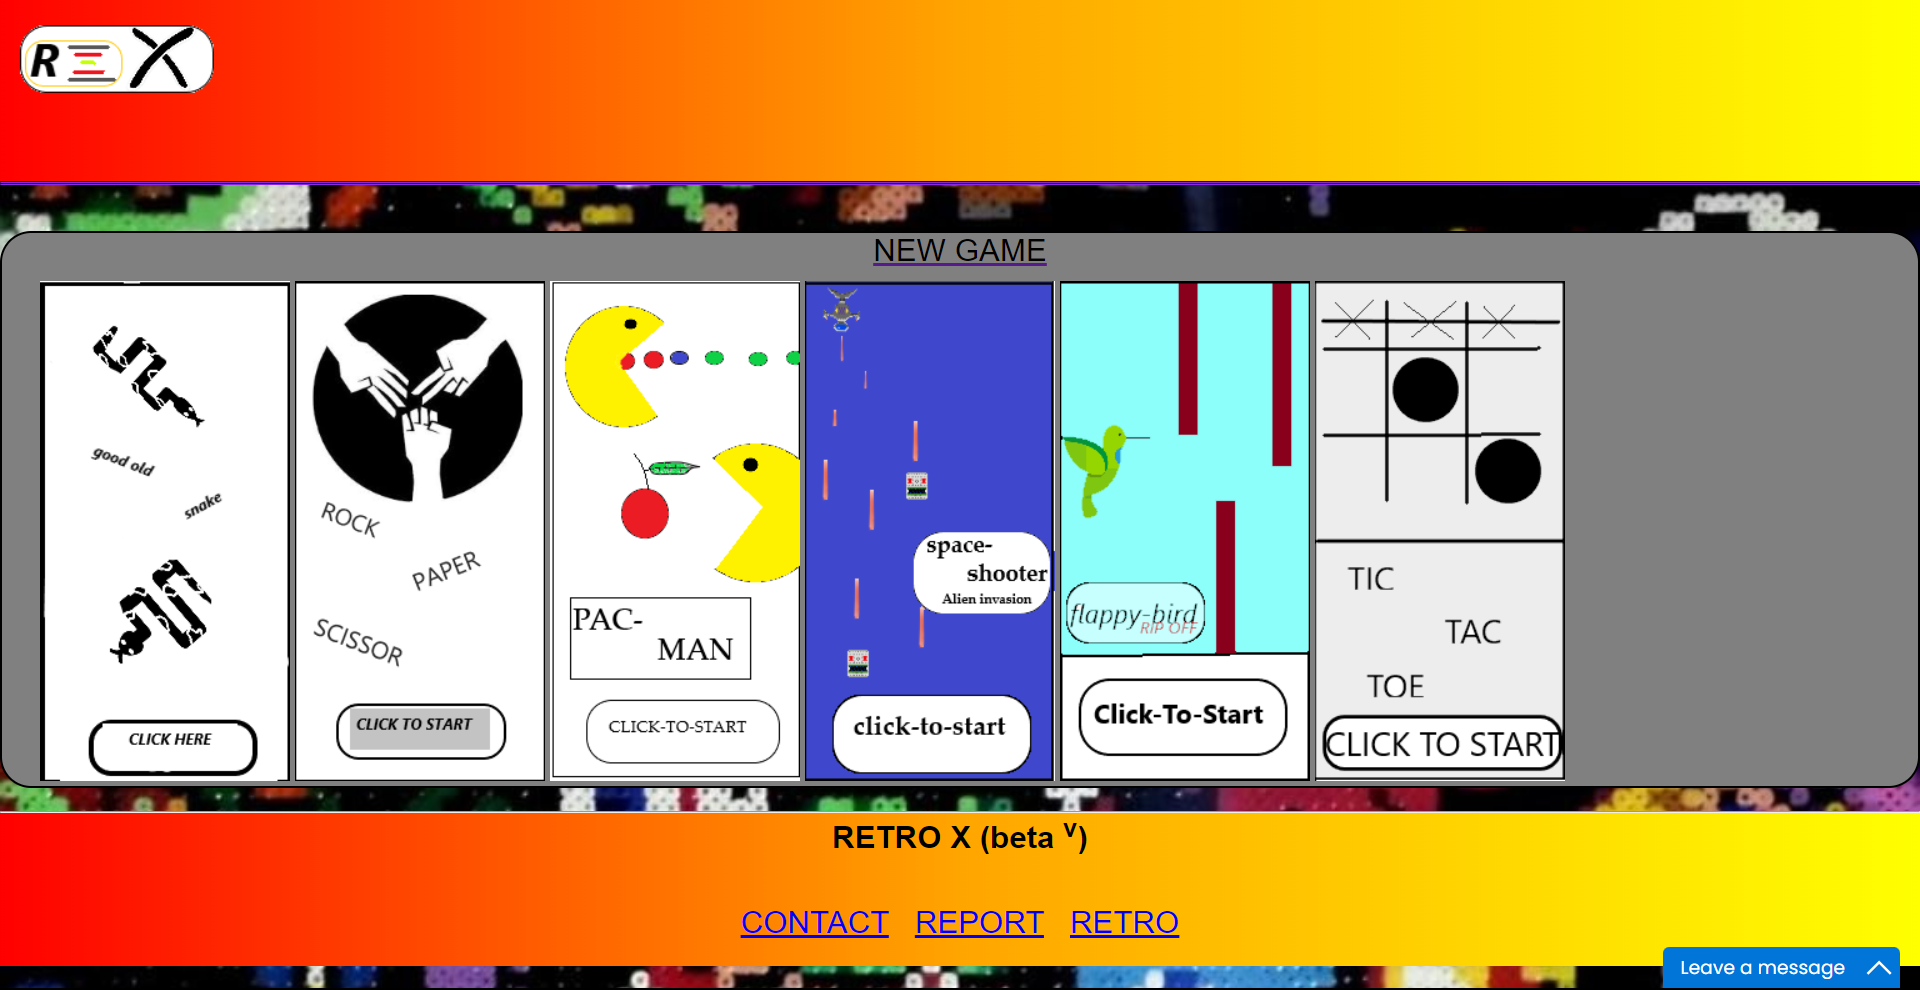 R X
NEW GAME
good old
snake
CLICK HERE
ROCK
PAPER
SCISSOR
CLICK TO START
PAC-
MAN
CLICK-TO-START
space-
shooter
Alien invasion
click-to-start
flappy-bird
RIP OFF
Click-To-Start
TIC
TAC
TOE
CLICK TO START
RETRO X (beta v)
CONTACT REPORT RETRO
Leave a message